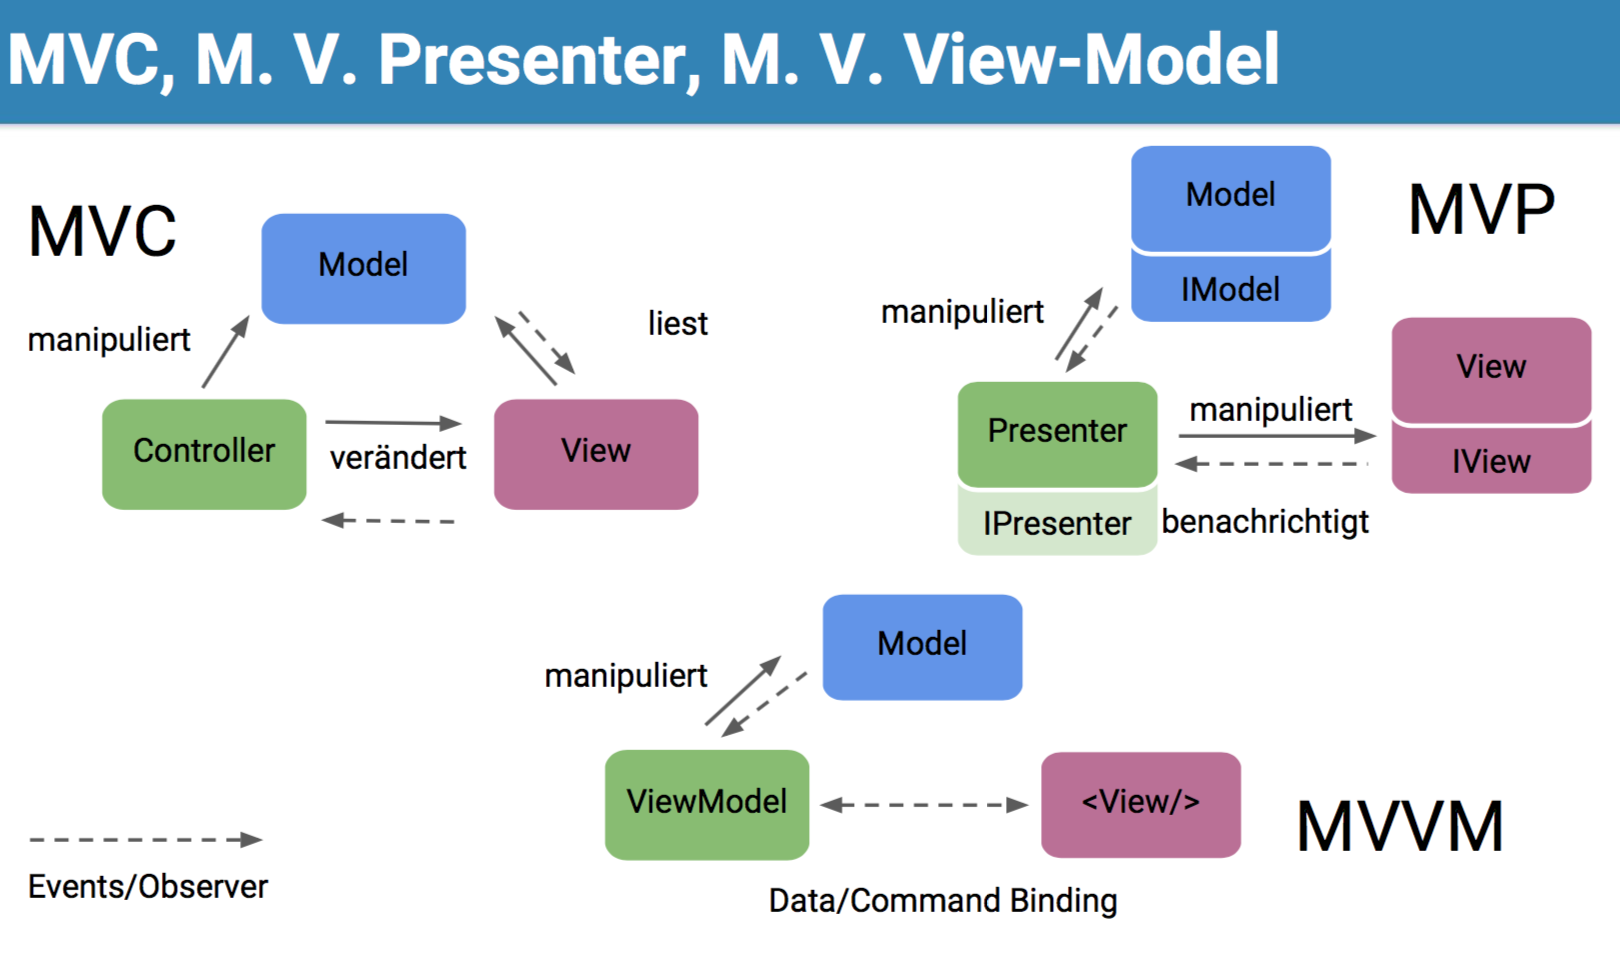 MVC, M. V. Presenter, M. V. View-Model
MVC
Model
manipuliert
liest
Controller
verändert
View
MVP
Model
IModel
manipuliert
View
IView
Presenter
manipuliert
IPresenter
benachrichtigt
Model
manipuliert
ViewModel
<View/>
MVVM
Events/Observer
Data/Command Binding